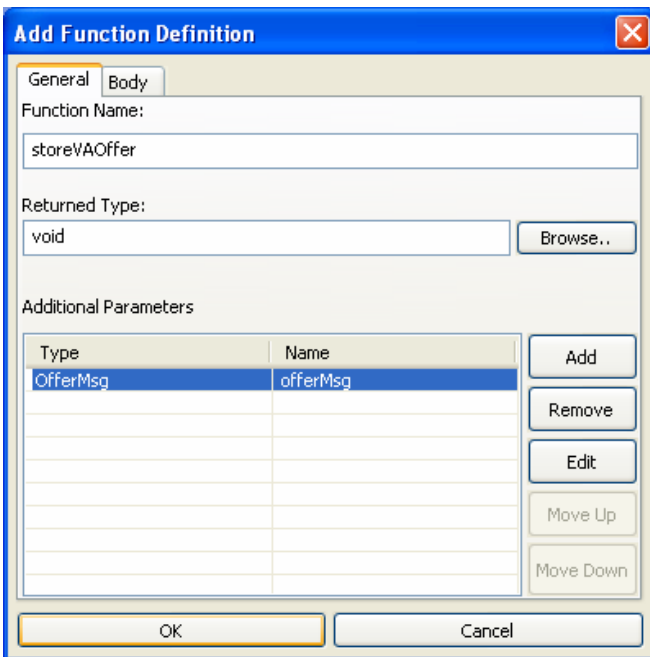 Add Function Definition
General Body
Function Name:
storeVAOffer
Returned Type:
void Browse..
Additional Parameters
Type Name Add
OfferMsg offerMsg
Remove
Edit
Move Up
Move Down
OK Cancel